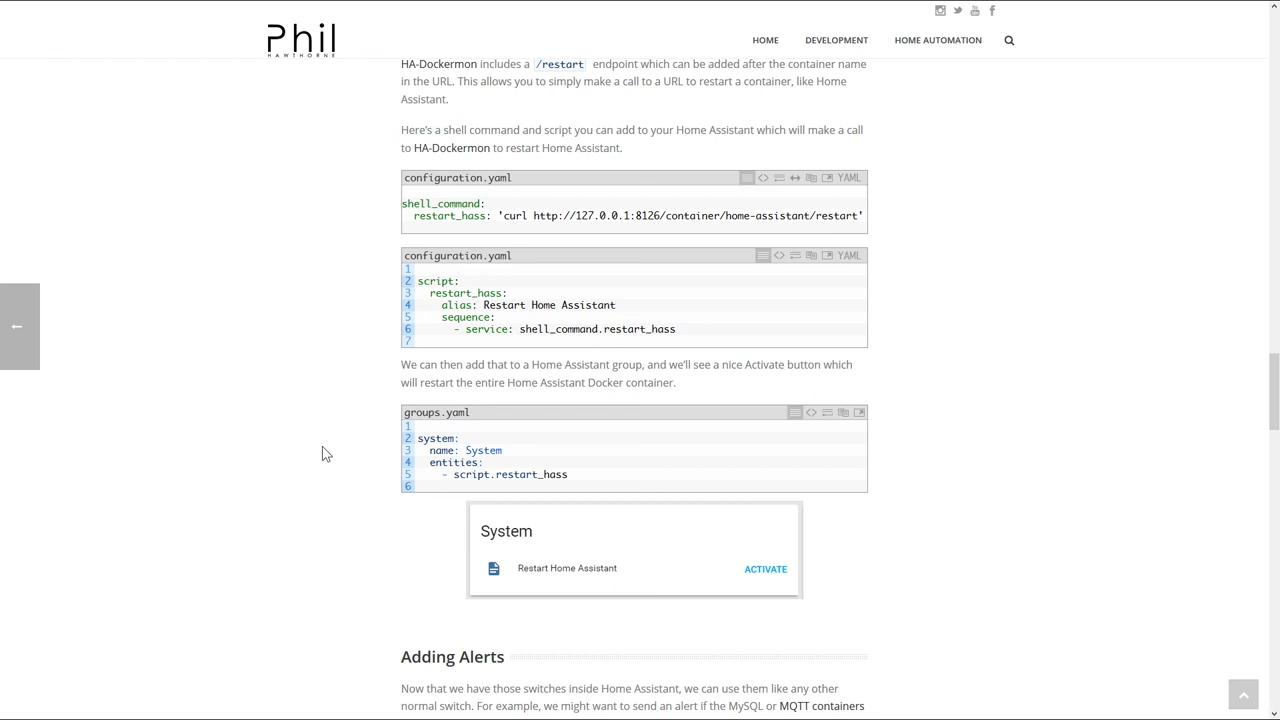 Phil
HAWTHORNE
HOME
DEVELOPMENT
HOME AUTOMATION
HA-Dockermon includes a /restart endpoint which can be added after the container name
in the URL. This allows you to simply make a call to a URL to restart a container, like Home
Assistant.
Here's a shell command and script you can add to your Home Assistant which will make a call
to HA-Dockermon to restart Home Assistant.
configuration.yaml
YAML
shell_command:
restart_hass: 'curl http://127.0.0.1:8126/container/home-assistant/restart'
configuration.yaml
YAML
1
2 script:
3 restart_hass:
4 alias: Restart Home Assistant
5 sequence:
6 - service: shell_command.restart_hass
7
We can then add that to a Home Assistant group, and we'll see a nice Activate button which
will restart the entire Home Assistant Docker container.
groups.yaml
1
2 system:
3 name: System
4 entities:
5 - script.restart_hass
6
System
Restart Home Assistant
ACTIVATE
Adding Alerts
Now that we have those switches inside Home Assistant, we can use them like any other
normal switch. For example, we might want to send an alert if the MySQL or MQTT containers